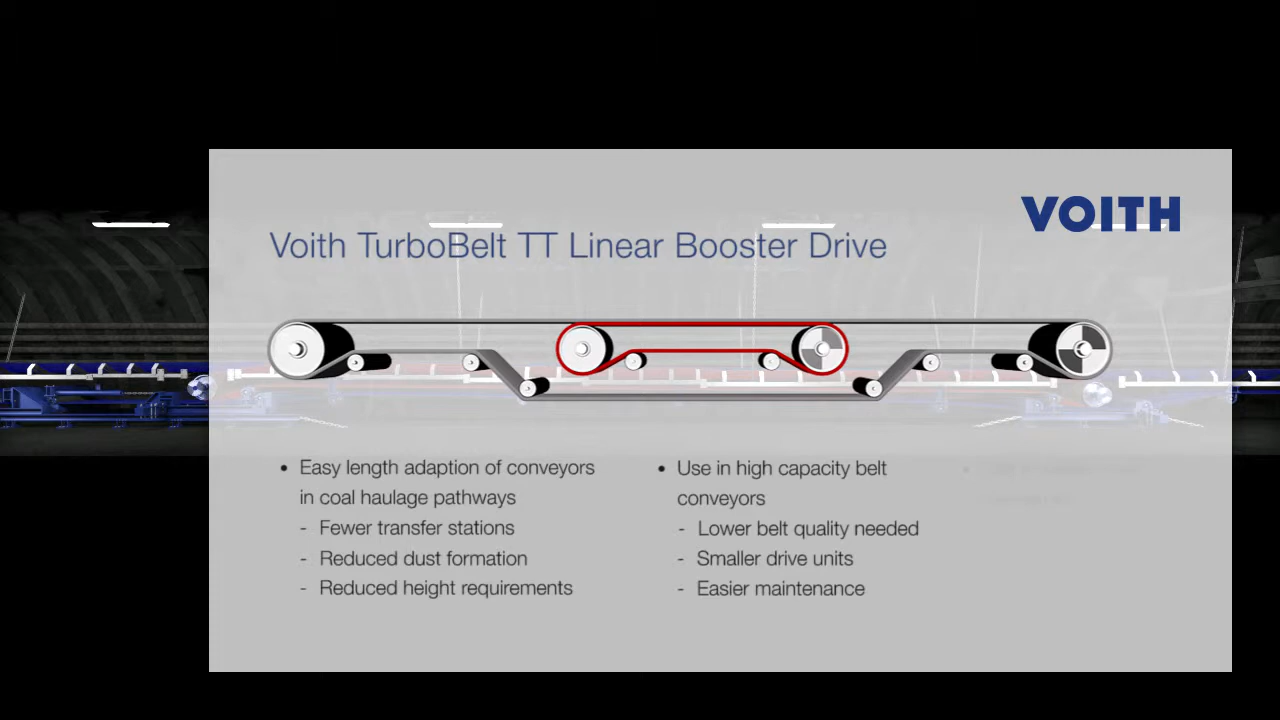 VOITH
Voith TurboBelt TT Linear Booster Drive
• Easy length adaption of conveyors
in coal haulage pathways
- Fewer transfer stations
- Reduced dust formation
- Reduced height requirements
• Use in high capacity belt
conveyors
- Lower belt quality needed
- Smaller drive units
- Easier maintenance